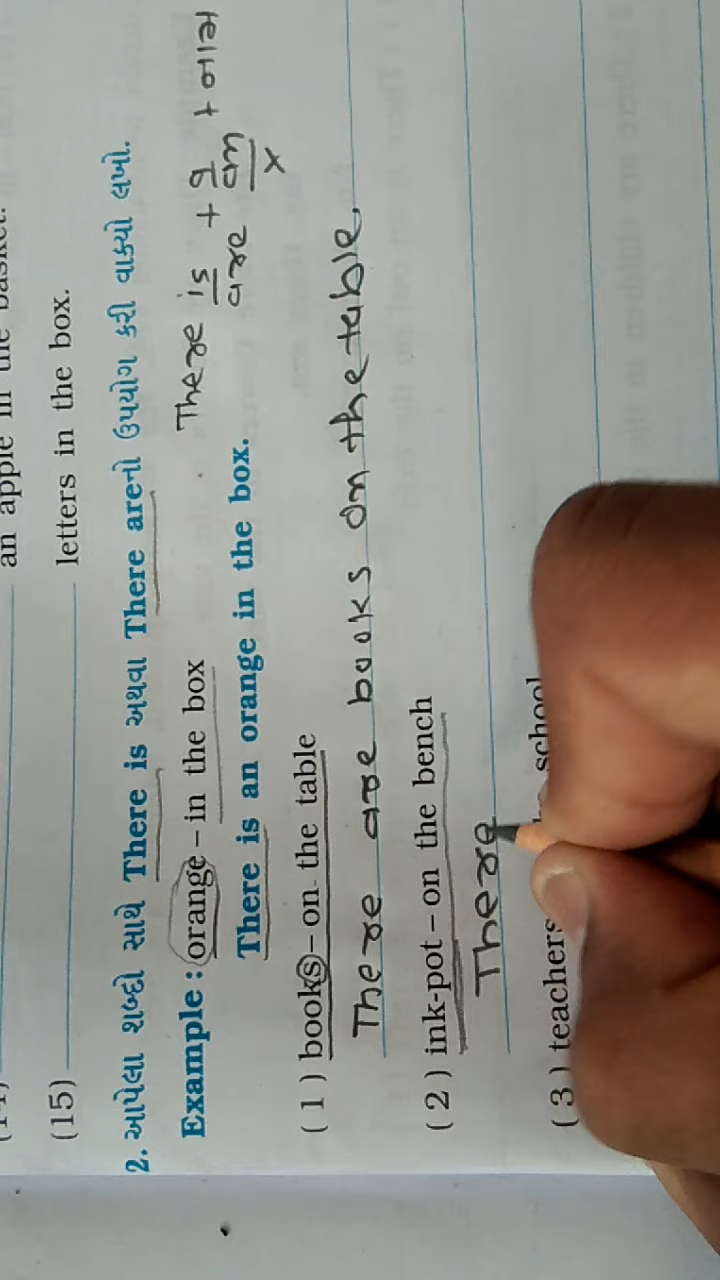 an apple in the basket.
(15) letters in the box.
2. આપેલા શબ્દો સાથે There is અથવા There areનો ઉપયોગ કરી વાક્યો લખો.
Example : orange – in the box
There is + a + નામ
are an
x
There is an orange in the box.
( 1 ) books – on the table
There are books on the table.
( 2 ) ink-pot – on the bench
There
( 3 ) teachers school